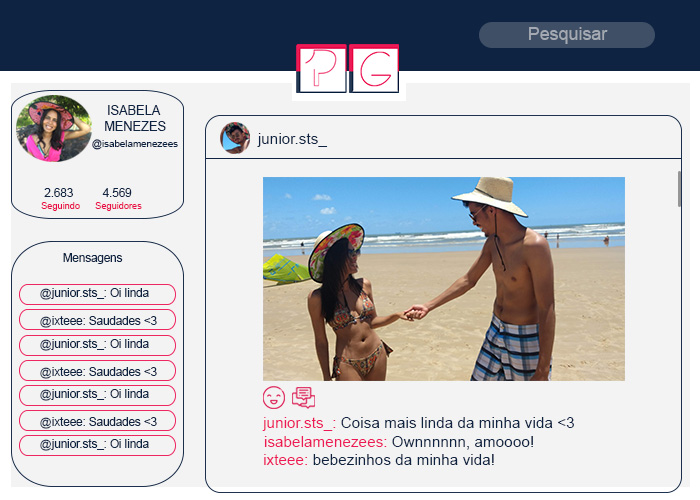 Pesquisar
PG
ISABELA
MENEZES
@isabelamenezees
2.683 4.569
Seguindo Seguidores
Mensagens
@junior.sts_: Oi linda
@ixteee: Saudades <3
@junior.sts_: Oi linda
@ixteee: Saudades <3
@junior.sts_: Oi linda
@ixteee: Saudades <3
@junior.sts_: Oi linda
junior.sts_
junior.sts_: Coisa mais linda da minha vida <3
isabelamenezees: Ownnnnnn, amoooo!
ixteee: bebezinhos da minha vida!